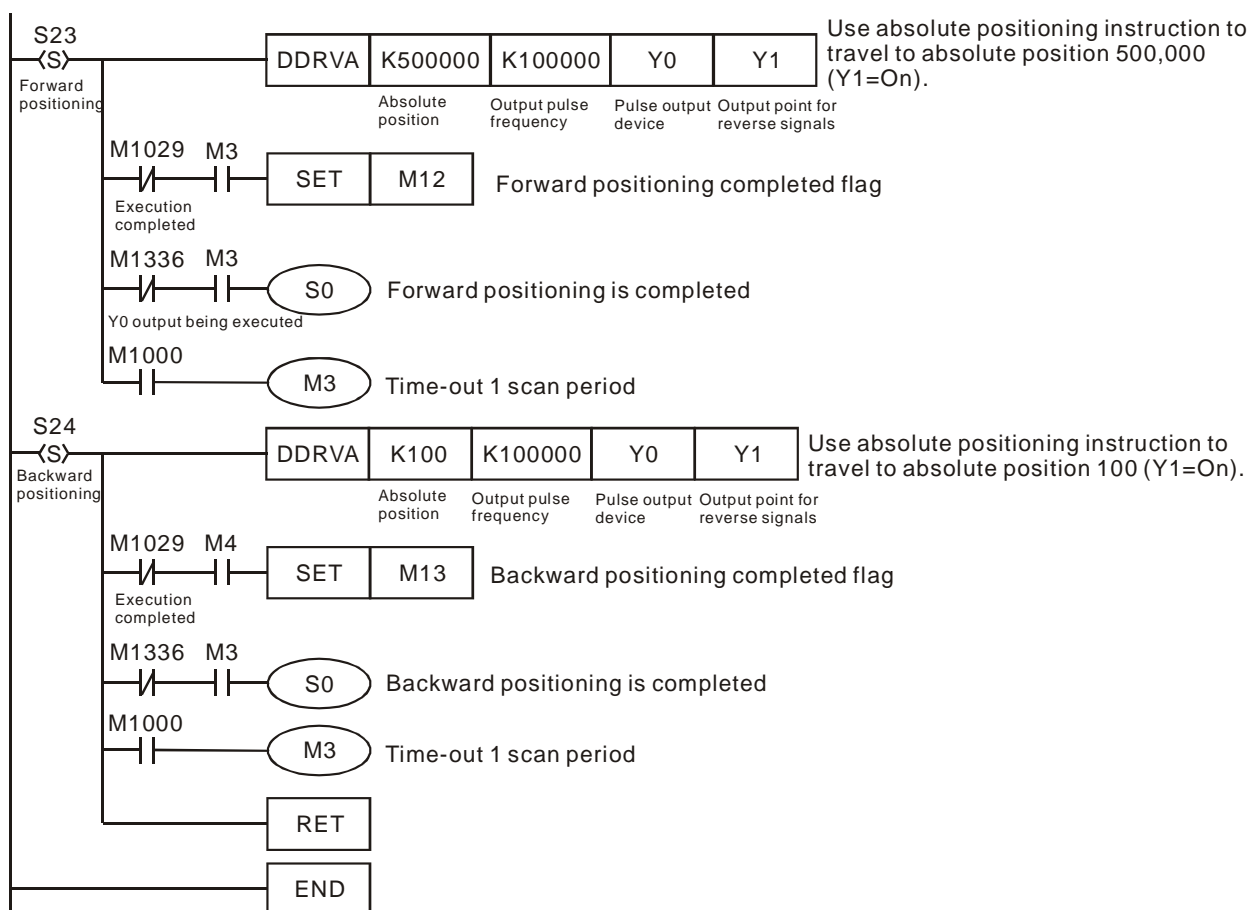 S23
S
Forward
positioning
DDRVA K500000 K100000 Y0 Y1
Use absolute positioning instruction to
travel to absolute position 500,000
(Y1=On).
Absolute
position
Output pulse
frequency
Pulse output
device
Output point for
reverse signals
M1029 M3
SET M12 Forward positioning completed flag
Execution
completed
M1336 M3
S0 Forward positioning is completed
Y0 output being executed
M1000
M3 Time-out 1 scan period
S24
S
Backward
positioning
DDRVA K100 K100000 Y0 Y1
Use absolute positioning instruction to
travel to absolute position 100 (Y1=On).
Absolute
position
Output pulse
frequency
Pulse output
device
Output point for
reverse signals
M1029 M4
SET M13 Backward positioning completed flag
Execution
completed
M1336 M3
S0 Backward positioning is completed
M1000
M3 Time-out 1 scan period
RET
END